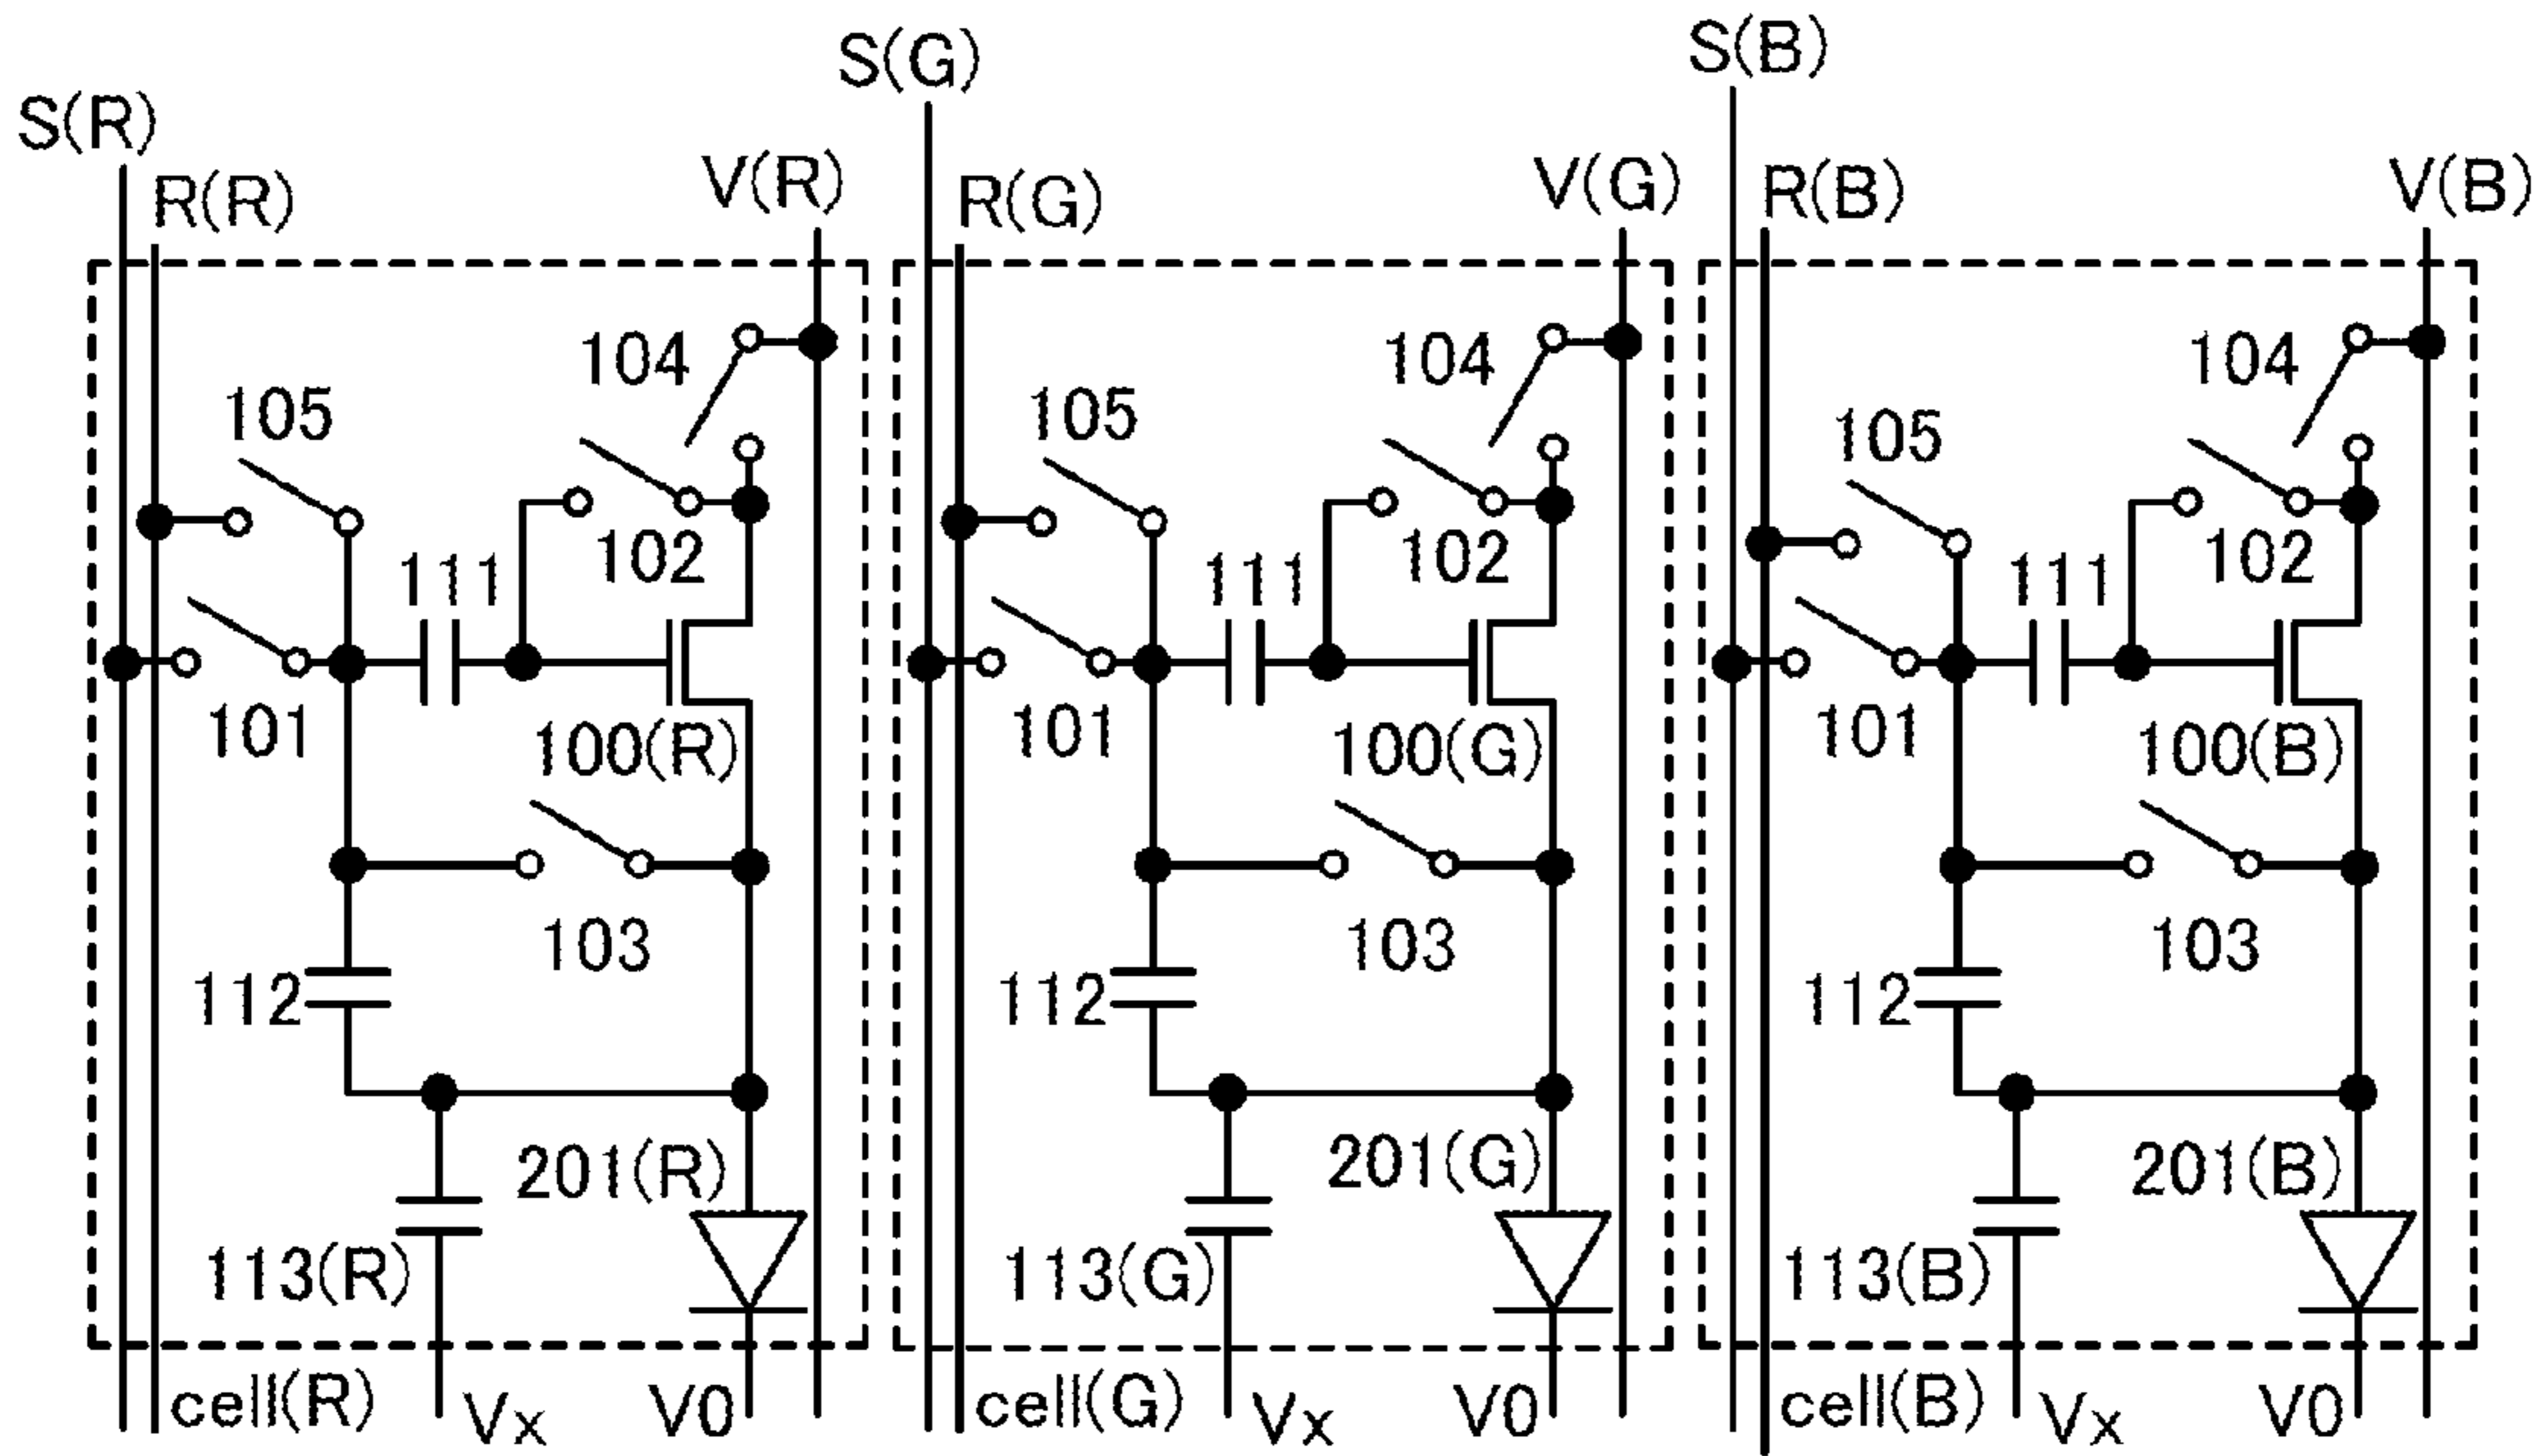 S(R) S(G) S(B)
R(R) V(R) R(G) V(G) R(B) V(B)
104 104 104
105 105 105
102 102 102
111 111 111
101 100(R) 101 100(G) 101 100(B)
103 103 103
112 112 112
201(R) 201(G) 201(B)
113(R) 113(G) 113(B)
cell(R) Vx V0 cell(G) Vx V0 cell(B) Vx V0